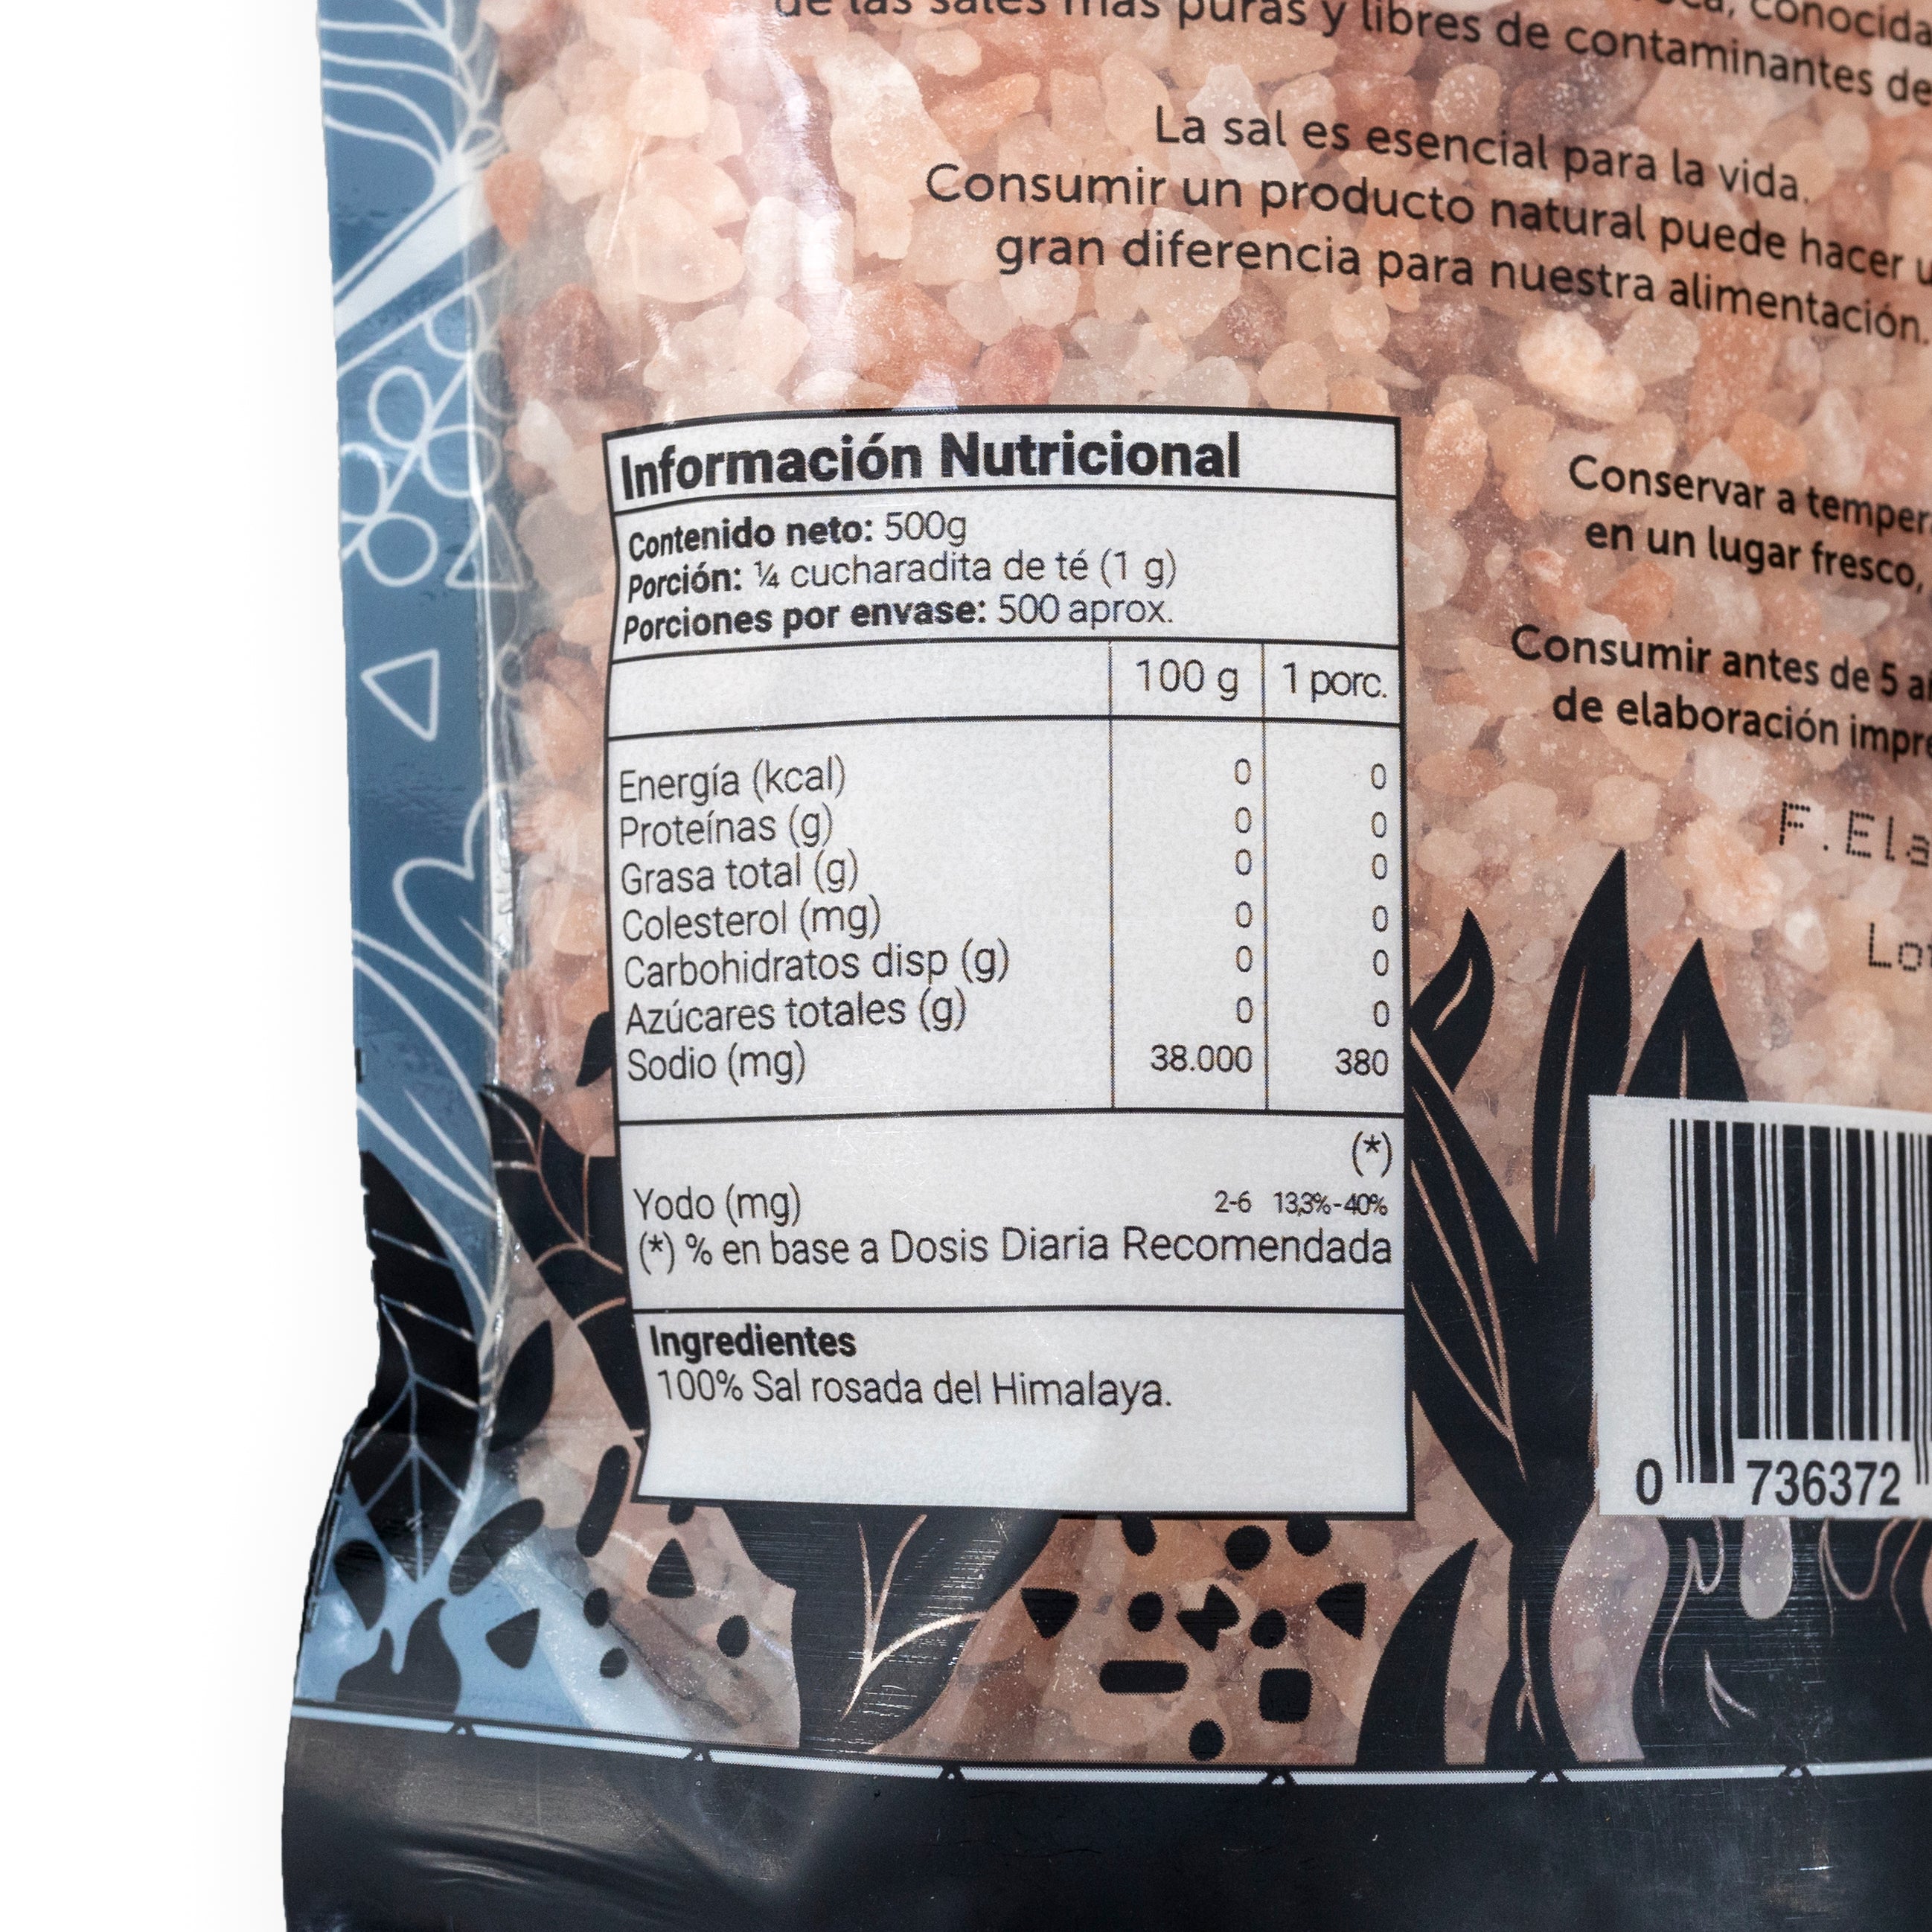 de las sales más puras y libres de contaminantes de
conocida
La sal es esencial para la vida.
Consumir un producto natural puede hacer u
gran diferencia para nuestra alimentación.
Información Nutricional
Contenido neto: 500g
Porción: ¼ cucharadita de té (1 g)
Porciones por envase: 500 aprox.
100 g 1 porc.
Energía (kcal) 0 0
Proteínas (g) 0 0
Grasa total (g) 0 0
Colesterol (mg) 0 0
Carbohidratos disp (g) 0 0
Azúcares totales (g) 0 0
Sodio (mg) 38.000 380
(*)
Yodo (mg) 2-6 13,3%-40%
(*) % en base a Dosis Diaria Recomendada
Ingredientes
100% Sal rosada del Himalaya.
Conservar a temper
en un lugar fresco,
Consumir antes de 5 a
de elaboración impr
F.Ela
Lot
0 736372